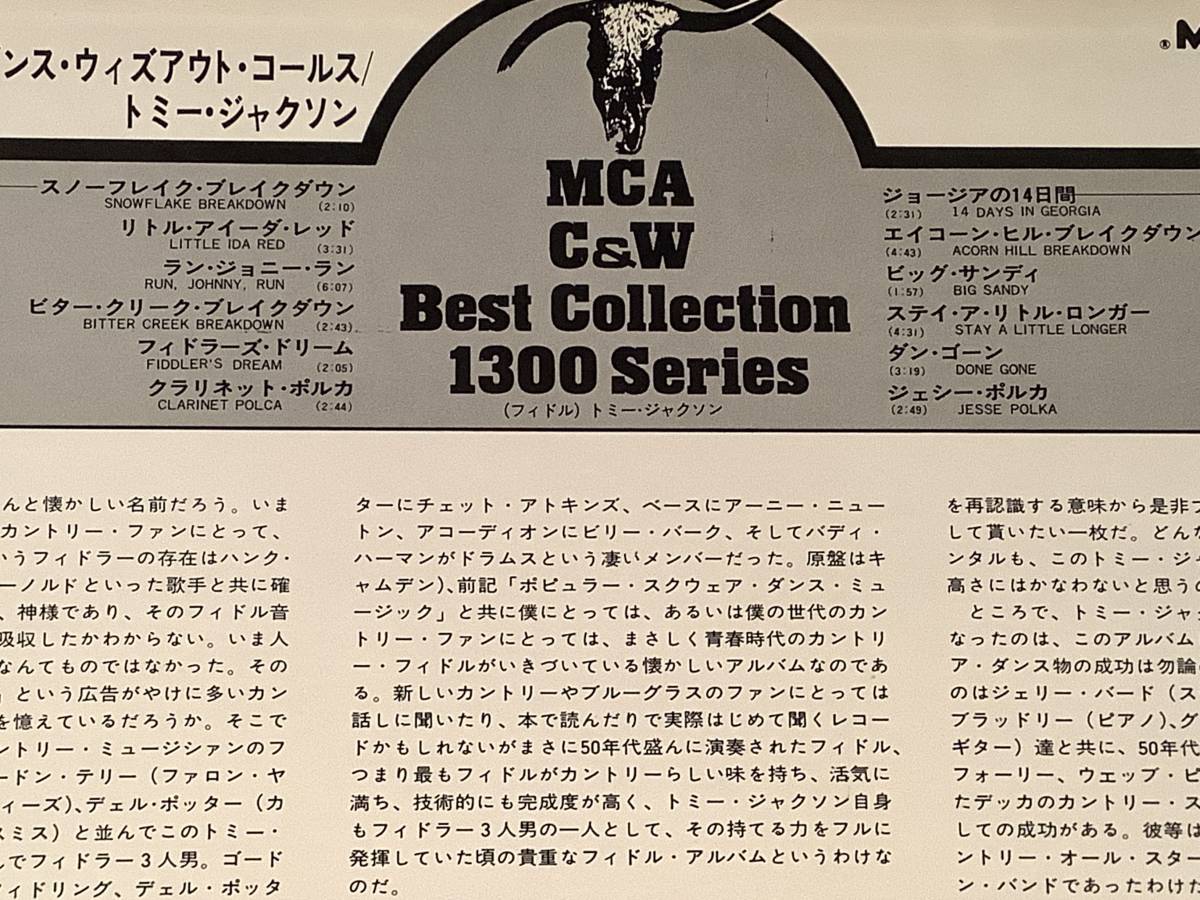 ンス・ウィズアウト・コールス/
トミー・ジャクソン
® M
スノーフレイク・ブレイクダウン
SNOWFLAKE BREAKDOWN (2:10)
リトル・アイーダ・レッド
LITTLE IDA RED (3:31)
ラン・ジョニー・ラン
RUN, JOHNNY, RUN (6:07)
ビター・クリーク・ブレイクダウン
BITTER CREEK BREAKDOWN (2:43)
フィドラーズ・ドリーム
FIDDLER'S DREAM (2:05)
クラリネット・ポルカ
CLARINET POLCA (2:44)
MCA
C&W
Best Collection
1300 Series
(フィドル) トミー・ジャクソン
ジョージアの14日間
(2:31) 14 DAYS IN GEORGIA
エイコーン・ヒル・ブレイクダウン
(4:43) ACORN HILL BREAKDOWN
ビッグ・サンディ
(1:57) BIG SANDY
ステイ・ア・リトル・ロンガー
(4:31) STAY A LITTLE LONGER
ダン・ゴーン
(3:19) DONE GONE
ジェシー・ポルカ
(2:49) JESSE POLKA
んと懐かしい名前だろう。いま
カントリー・ファンにとって、
いうフィドラーの存在はハンク・
ーノルドといった歌手と共に確
、神様であり、そのフィドル音
吸収したかわからない。いま人
なんてものではなかった。その
」という広告がやけに多いカン
を憶えているだろうか。そこで
ントリー・ミュージシァンのフ
ードン・テリー（ファロン・ヤ
ィーズ）、デェル・ポッター（カ
スミス）と並んでこのトミー・
んでフィドラー3人男。ゴード
フィドリング、デェル・ポッタ
ターにチェット・アトキンズ、ベースにアーニー・ニュー
トン、アコーディオンにビリー・バーク、そしてバディ・
ハーマンがドラムスという凄いメンバーだった。原盤はキ
ャムデン）、前記「ポピュラー・スクウェア・ダンス・ミュ
ージック」と共に僕にとっては、あるいは僕の世代のカン
トリー・ファンにとっては、まさしく青春時代のカントリ
ー・フィドルがいきづいている懐かしいアルバムなのであ
る。新しいカントリーやブルーグラスのファンにとっては
話しに聞いたり、本で読んだりで実際はじめて聞くレコー
ドかもしれないがまさに50年代盛んに演奏されたフィドル、
つまり最もフィドルがカントリーらしい味を持ち、活気に
満ち、技術的にも完成度が高く、トミー・ジャクソン自身
もフィドラー3人男の一人として、その持てる力をフルに
発揮していた頃の貴重なフィドル・アルバムというわけな
のだ。
を再認識する意味から是非
して貰いたい一枚だ。どんな
ンタルも、このトミー・ジャ
高さにはかなわないと思うの
ところで、トミー・ジャ
なったのは、このアルバム
ア・ダンス物の成功は勿論
のはジェリー・バード（ス
ブラッドリー（ピアノ）、グ
ギター）達と共に、50年代
フォーリー、ウェップ・ピ
たデッカのカントリー・ス
しての成功がある。彼等は
ントリー・オール・スター
ン・バンドであったわけだ